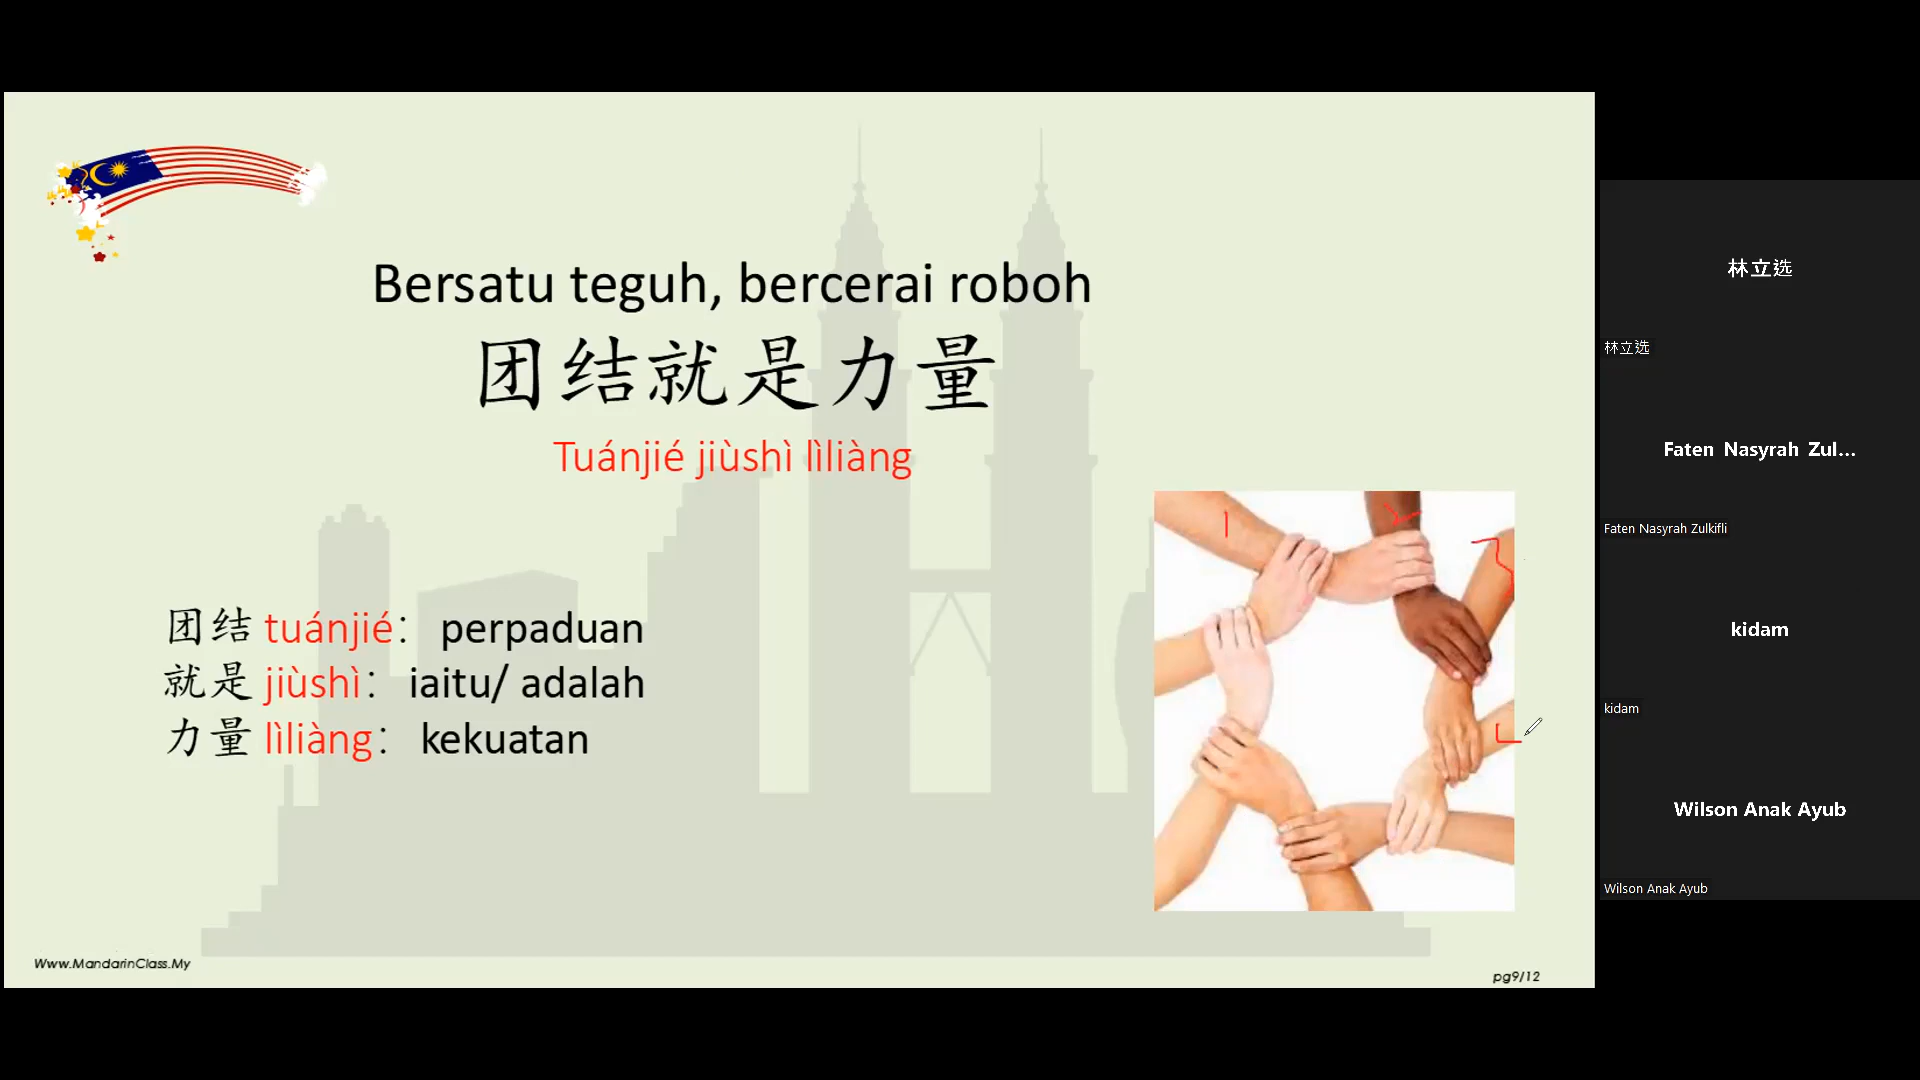 Bersatu teguh, bercerai roboh
团结就是力量
Tuánjié jiùshì lìliàng
团结 tuánjié： perpaduan
就是 jiùshì： iaitu/ adalah
力量 lìliàng： kekuatan
Www.MandarinClass.My
pg9/12
林立选
林立选
Faten Nasyrah Zul...
Faten Nasyrah Zulkifli
kidam
kidam
Wilson Anak Ayub
Wilson Anak Ayub